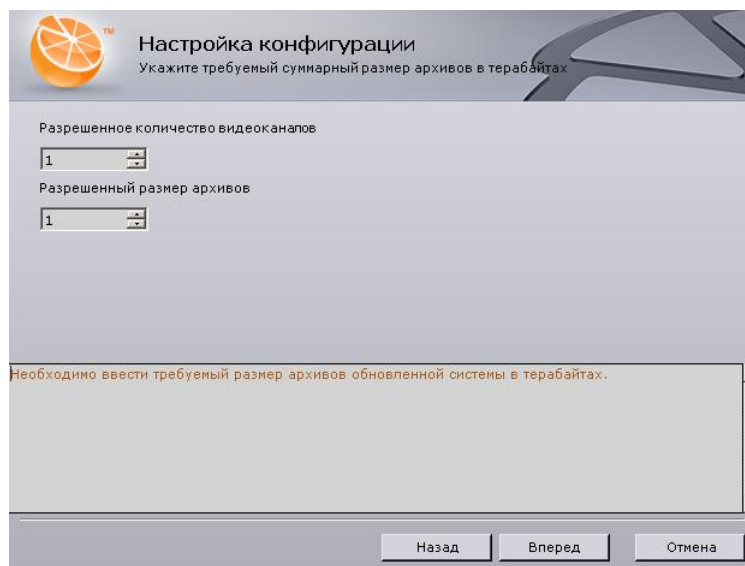 TM
Настройка конфигурации
Укажите требуемый суммарный размер архивов в терабайтах
Разрешенное количество видеоканалов
1
Разрешенный размер архивов
1
Необходимо ввести требуемый размер архивов обновленной системы в терабайтах.
Назад
Вперед
Отмена